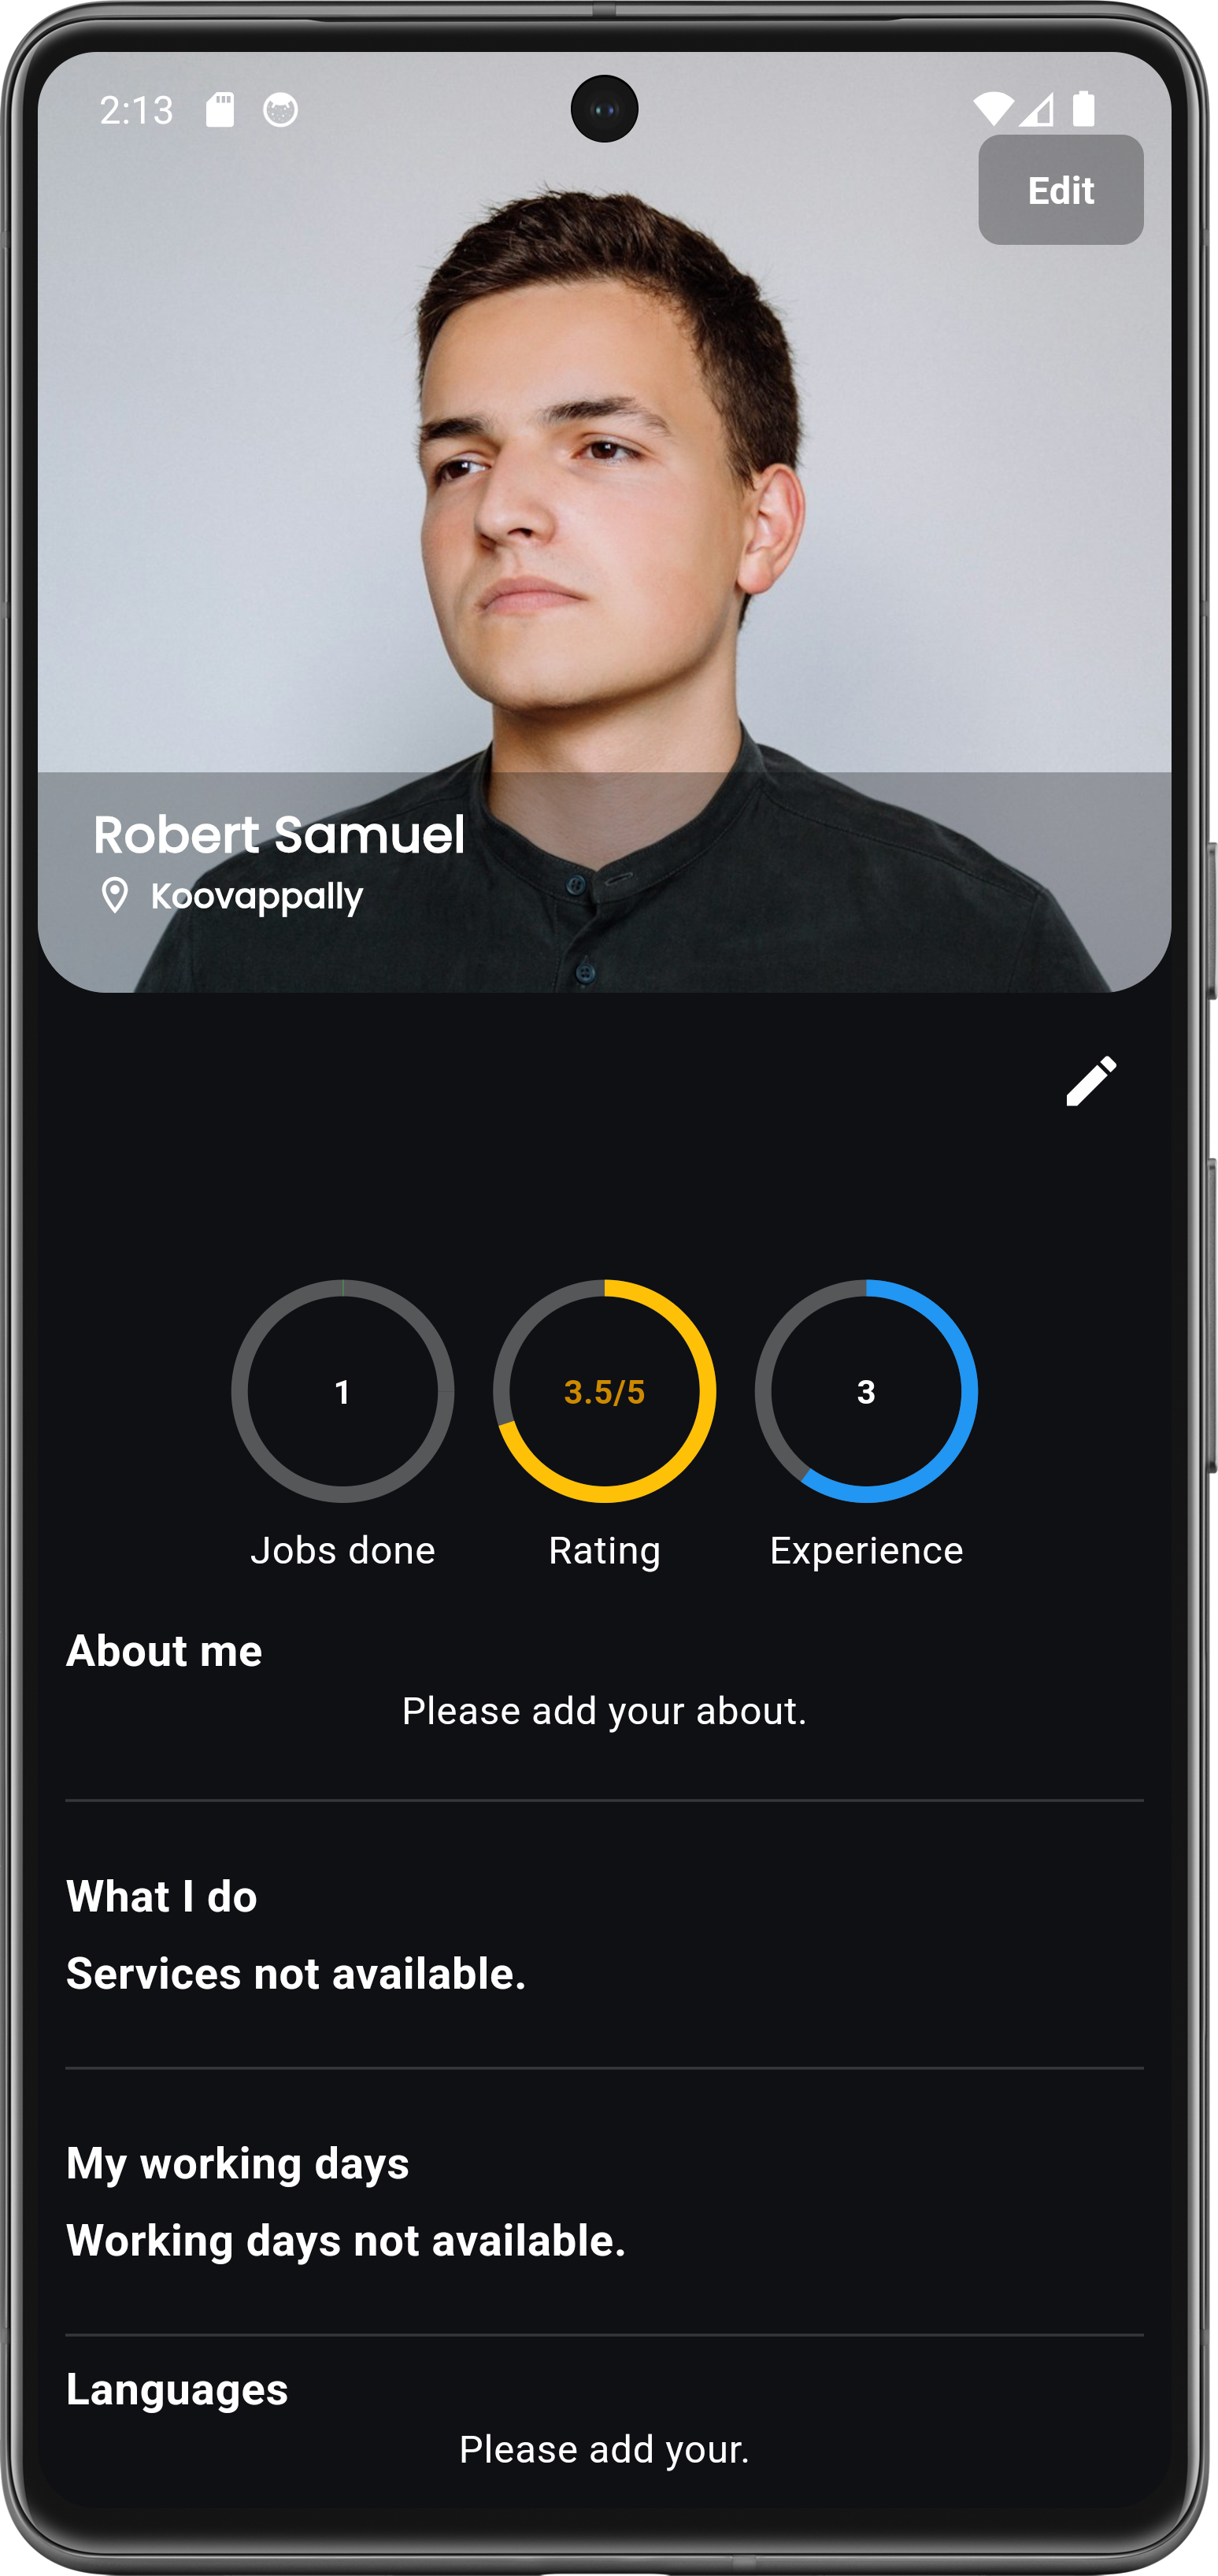 2:13
Edit
Robert Samuel
Koovappally
1
3.5/5
3
Jobs done
Rating
Experience
About me
Please add your about.
What I do
Services not available.
My working days
Working days not available.
Languages
Please add your.